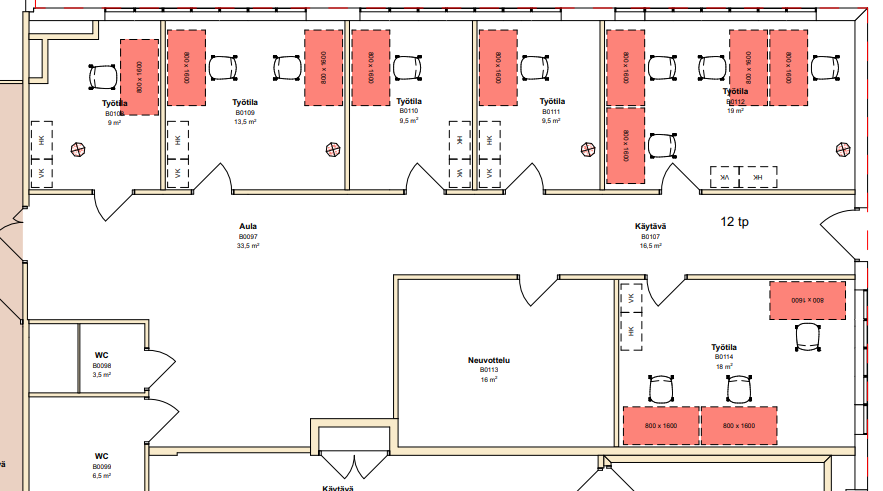 800 x 1600
Työtila
B0108
9 m²
HK
VK
800 x 1600
800 x 1600
Työtila
B0109
13,5 m²
HK
VK
800 x 1600
Työtila
B0110
9,5 m²
HK
VK
800 x 1600
Työtila
B0111
9,5 m²
HK
VK
800 x 1600
800 x 1600
800 x 1600
800 x 1600
Työtila
B0112
19 m²
VK
HK
Aula
B0097
33,5 m²
Käytävä
B0107
16,5 m²
12 tp
WC
B0098
3,5 m²
WC
B0099
6,5 m²
Neuvottelu
B0113
16 m²
VK
HK
800 x 1600
Työtila
B0114
18 m²
800 x 1600
800 x 1600
vä
Käytävä